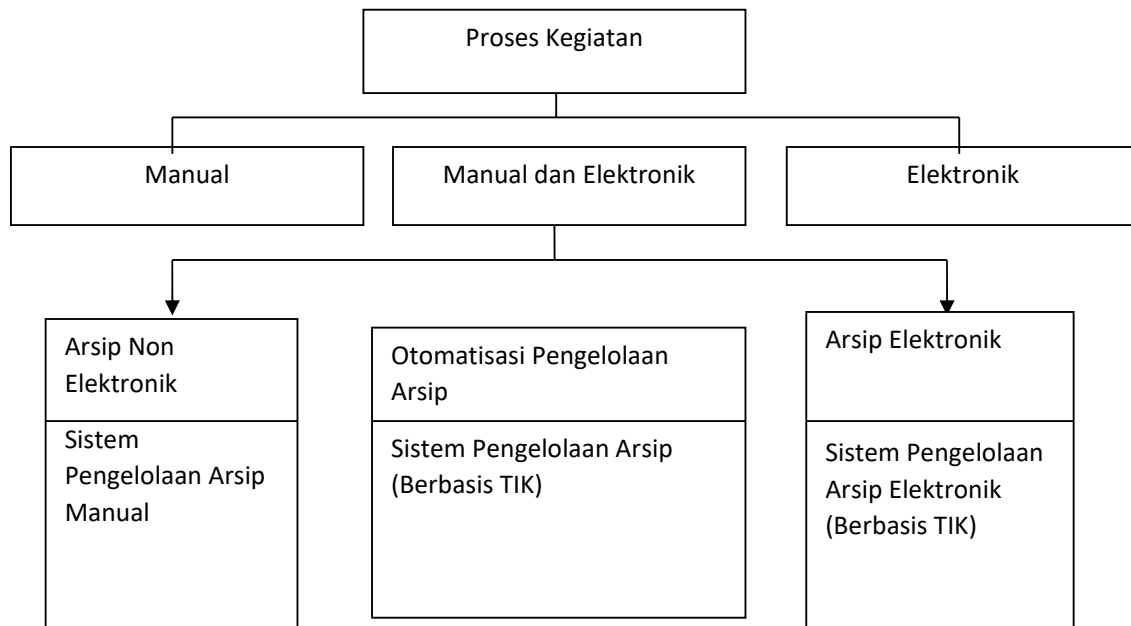 Proses Kegiatan
Manual
Manual dan Elektronik
Elektronik
Arsip Non
Elektronik
Sistem
Pengelolaan Arsip
Manual
Otomatisasi Pengelolaan
Arsip
Sistem Pengelolaan Arsip
(Berbasis TIK)
Arsip Elektronik
Sistem Pengelolaan
Arsip Elektronik
(Berbasis TIK)